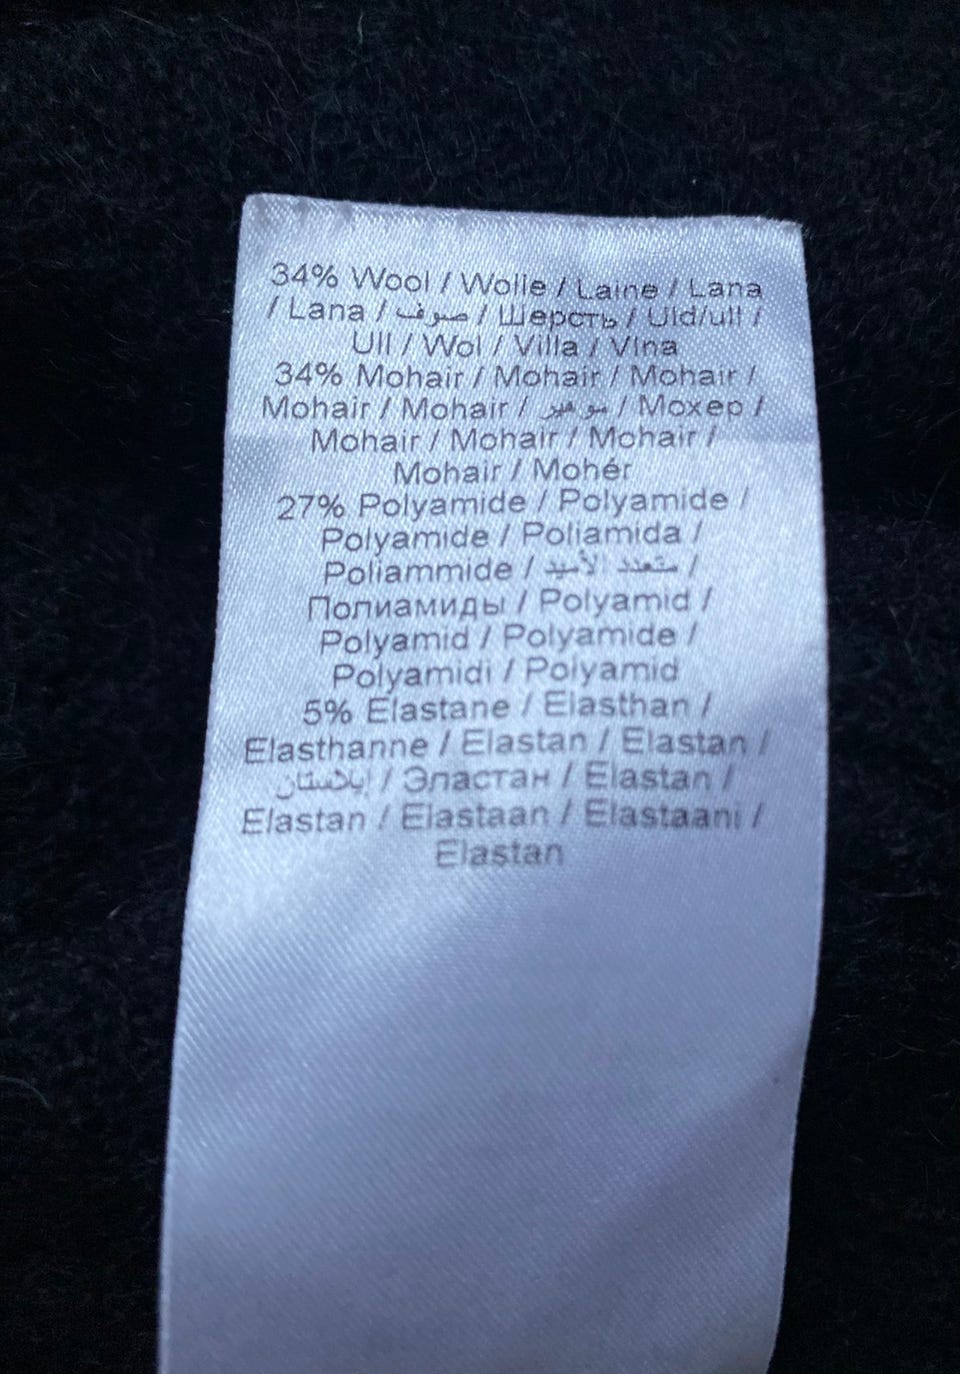 34% Wool / Wolle / Laine / Lana
/ Lana / صوف / Шерсть / Uld/ull /
Ull / Wol / Villa / Vlna
34% Mohair / Mohair / Mohair /
Mohair / Mohair / موهير / Мохер /
Mohair / Mohair / Mohair /
Mohair / Mohér
27% Polyamide / Polyamide /
Polyamide / Poliamida /
Poliammide / متعدد الأميد /
Полиамиды / Polyamid /
Polyamid / Polyamide /
Polyamidi / Polyamid
5% Elastane / Elasthan /
Elasthanne / Elastan / Elastan /
إيلاستان / Эластан / Elastan /
Elastan / Elastaan / Elastaani /
Elastan